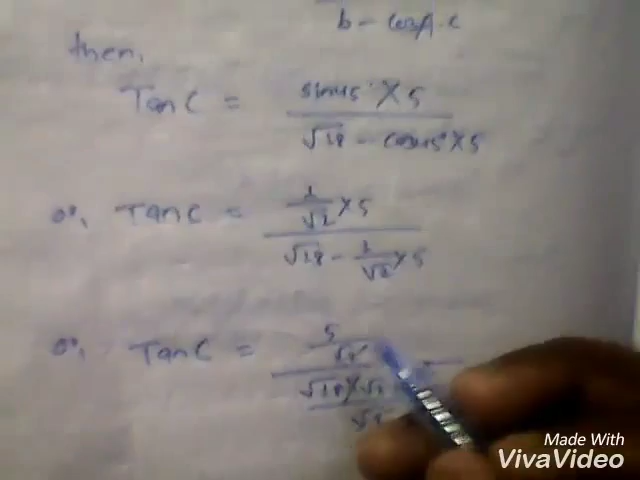 b - cosA.c
then,
Tan C = sin45° × 5
√18 - cos45° × 5
or, Tan C = 1/√2 × 5
√18 - 1/√2 × 5
or, Tan C = 5/√2
√18 × √2
√2
Made With
VivaVideo